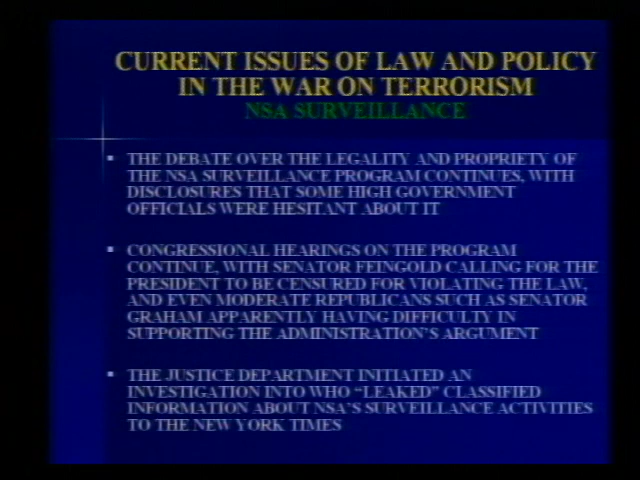 CURRENT ISSUES OF LAW AND POLICY
IN THE WAR ON TERRORISM
NSA SURVEILLANCE
▪ THE DEBATE OVER THE LEGALITY AND PROPRIETY OF
THE NSA SURVEILLANCE PROGRAM CONTINUES, WITH
DISCLOSURES THAT SOME HIGH GOVERNMENT
OFFICIALS WERE HESITANT ABOUT IT
▪ CONGRESSIONAL HEARINGS ON THE PROGRAM
CONTINUE, WITH SENATOR FEINGOLD CALLING FOR THE
PRESIDENT TO BE CENSURED FOR VIOLATING THE LAW,
AND EVEN MODERATE REPUBLICANS SUCH AS SENATOR
GRAHAM APPARENTLY HAVING DIFFICULTY IN
SUPPORTING THE ADMINISTRATION'S ARGUMENT
▪ THE JUSTICE DEPARTMENT INITIATED AN
INVESTIGATION INTO WHO "LEAKED" CLASSIFIED
INFORMATION ABOUT NSA'S SURVEILLANCE ACTIVITIES
TO THE NEW YORK TIMES